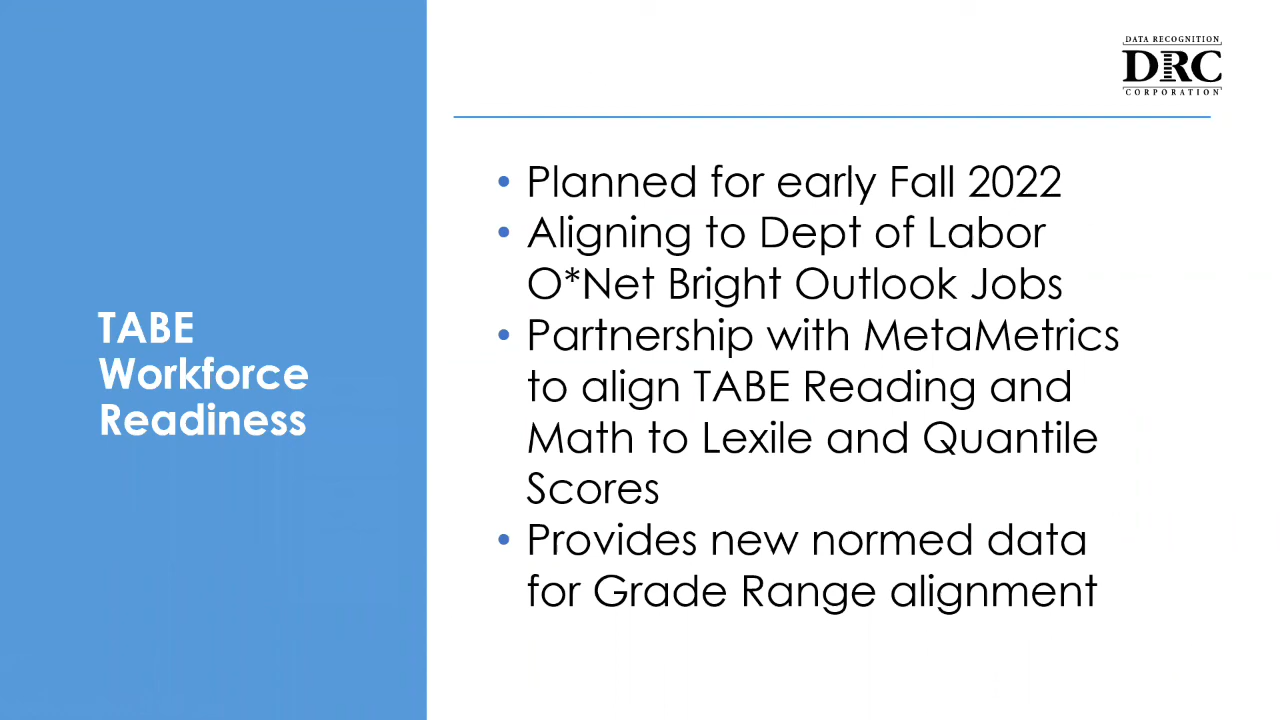 DATA RECOGNITION
DRC
CORPORATION
TABE
Workforce
Readiness
• Planned for early Fall 2022
• Aligning to Dept of Labor
O*Net Bright Outlook Jobs
• Partnership with MetaMetrics
to align TABE Reading and
Math to Lexile and Quantile
Scores
• Provides new normed data
for Grade Range alignment